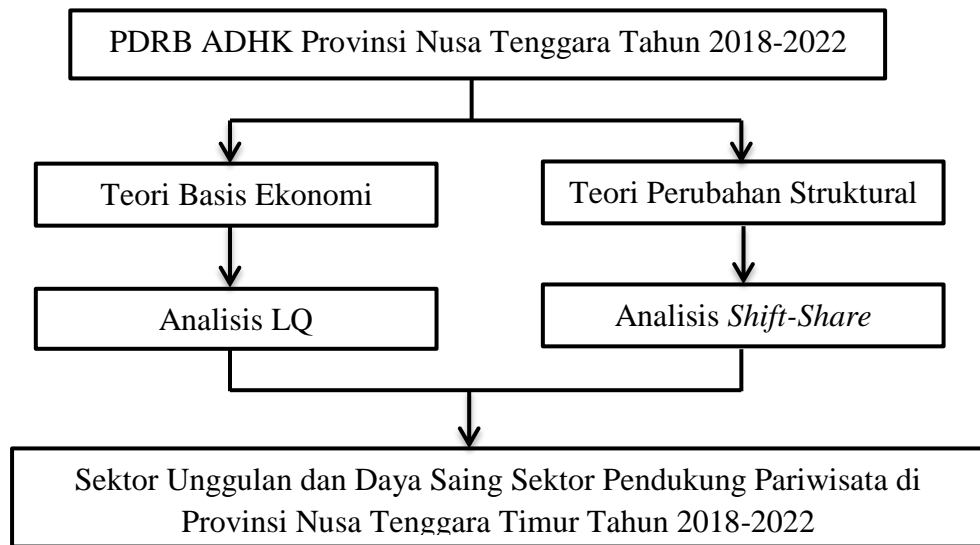 PDRB ADHK Provinsi Nusa Tenggara Tahun 2018-2022
Teori Basis Ekonomi
Teori Perubahan Struktural
Analisis LQ
Analisis Shift-Share
Sektor Unggulan dan Daya Saing Sektor Pendukung Pariwisata di
Provinsi Nusa Tenggara Timur Tahun 2018-2022